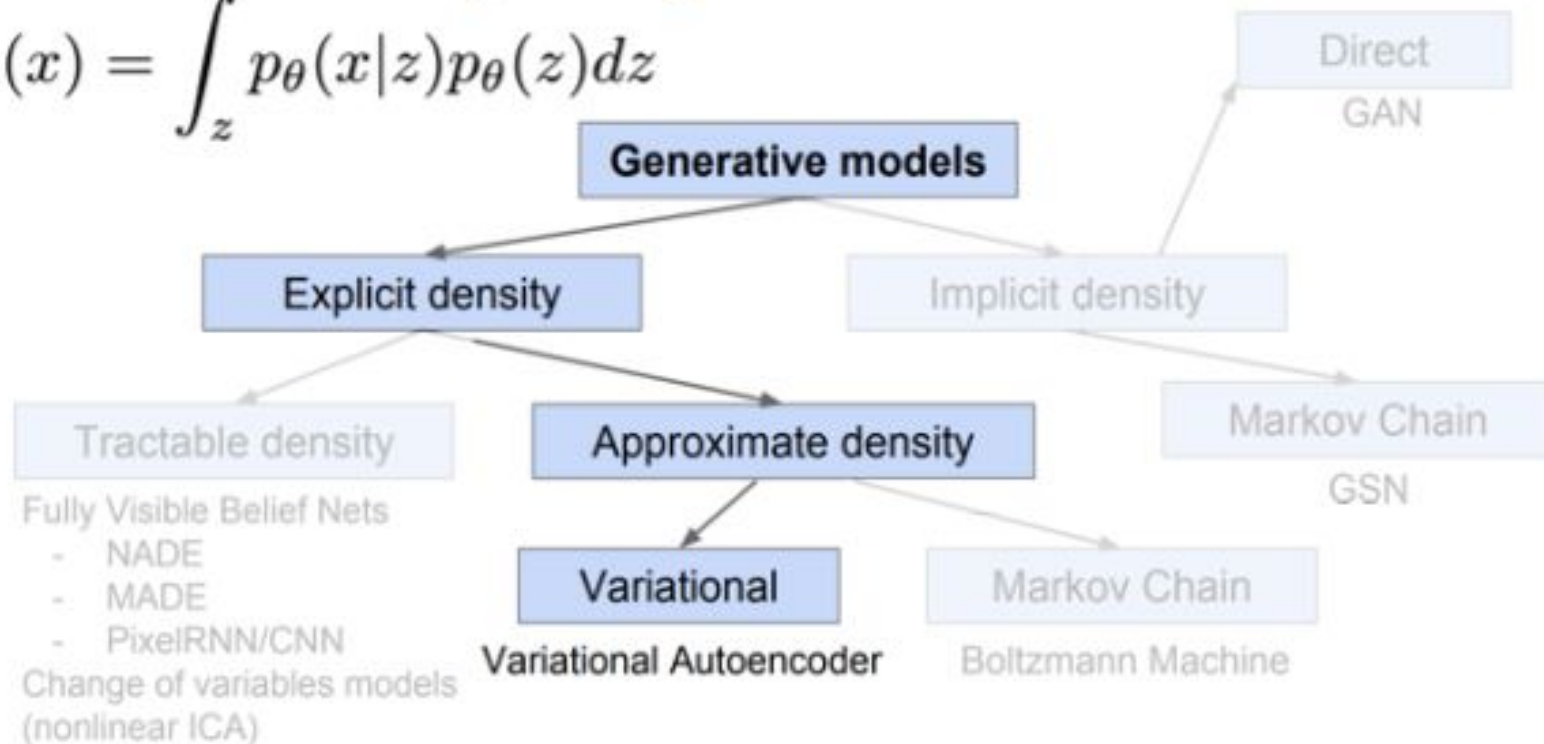 (x) = ∫_z p_θ(x|z)p_θ(z)dz
Direct
GAN
Generative models
Explicit density
Implicit density
Tractable density
Approximate density
Markov Chain
GSN
Fully Visible Belief Nets
- NADE
- MADE
- PixelRNN/CNN
Change of variables models
(nonlinear ICA)
Variational
Variational Autoencoder
Markov Chain
Boltzmann Machine